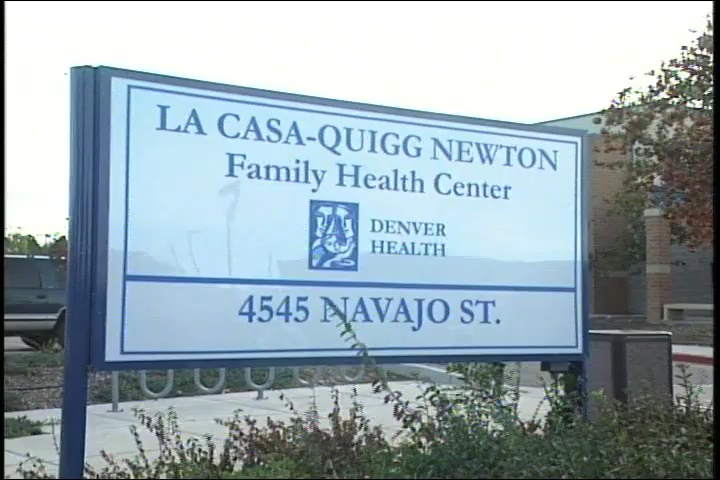 LA CASA-QUIGG NEWTON
Family Health Center
DENVER
HEALTH
4545 NAVAJO ST.